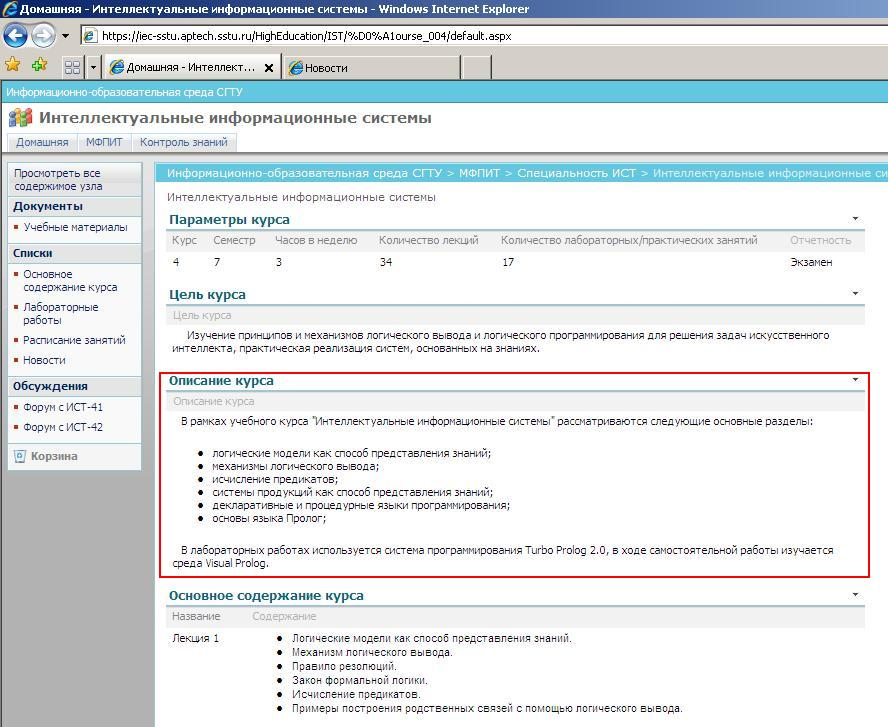 Домашняя - Интеллектуальные информационные системы - Windows Internet Explorer
https://iec-sstu.aptech.sstu.ru/HighEducation/IST/%D0%A1ourse_004/default.aspx
Домашняя - Интеллект... Новости
Информационно-образовательная среда СГТУ
Интеллектуальные информационные системы
Домашняя МФПИТ Контроль знаний
Просмотреть все
содержимое узла
Документы
Учебные материалы
Списки
Основное
содержание курса
Лабораторные
работы
Расписание занятий
Новости
Обсуждения
Форум с ИСТ-41
Форум с ИСТ-42
Корзина
Информационно-образовательная среда СГТУ > МФПИТ > Специальность ИСТ > Интеллектуальные информационные си
Интеллектуальные информационные системы
Параметры курса
Курс Семестр Часов в неделю Количество лекций Количество лабораторных/практических занятий Отчетность
4 7 3 34 17 Экзамен
Цель курса
Цель курса
Изучение принципов и механизмов логического вывода и логического программирования для решения задач искусственного
интеллекта, практическая реализация систем, основанных на знаниях.
Описание курса
Описание курса
В рамках учебного курса "Интеллектуальные информационные системы" рассматриваются следующие основные разделы:
● логические модели как способ представления знаний;
● механизмы логического вывода;
● исчисление предикатов;
● системы продукций как способ представления знаний;
● декларативные и процедурные языки программирования;
● основы языка Пролог;
В лабораторных работах используется система программирования Turbo Prolog 2.0, в ходе самостоятельной работы изучается
среда Visual Prolog.
Основное содержание курса
Название Содержание
Лекция 1 ● Логические модели как способ представления знаний.
● Механизм логического вывода.
● Правило резолюций.
● Закон формальной логики.
● Исчисление предикатов.
● Примеры построения родственных связей с помощью логического вывода.